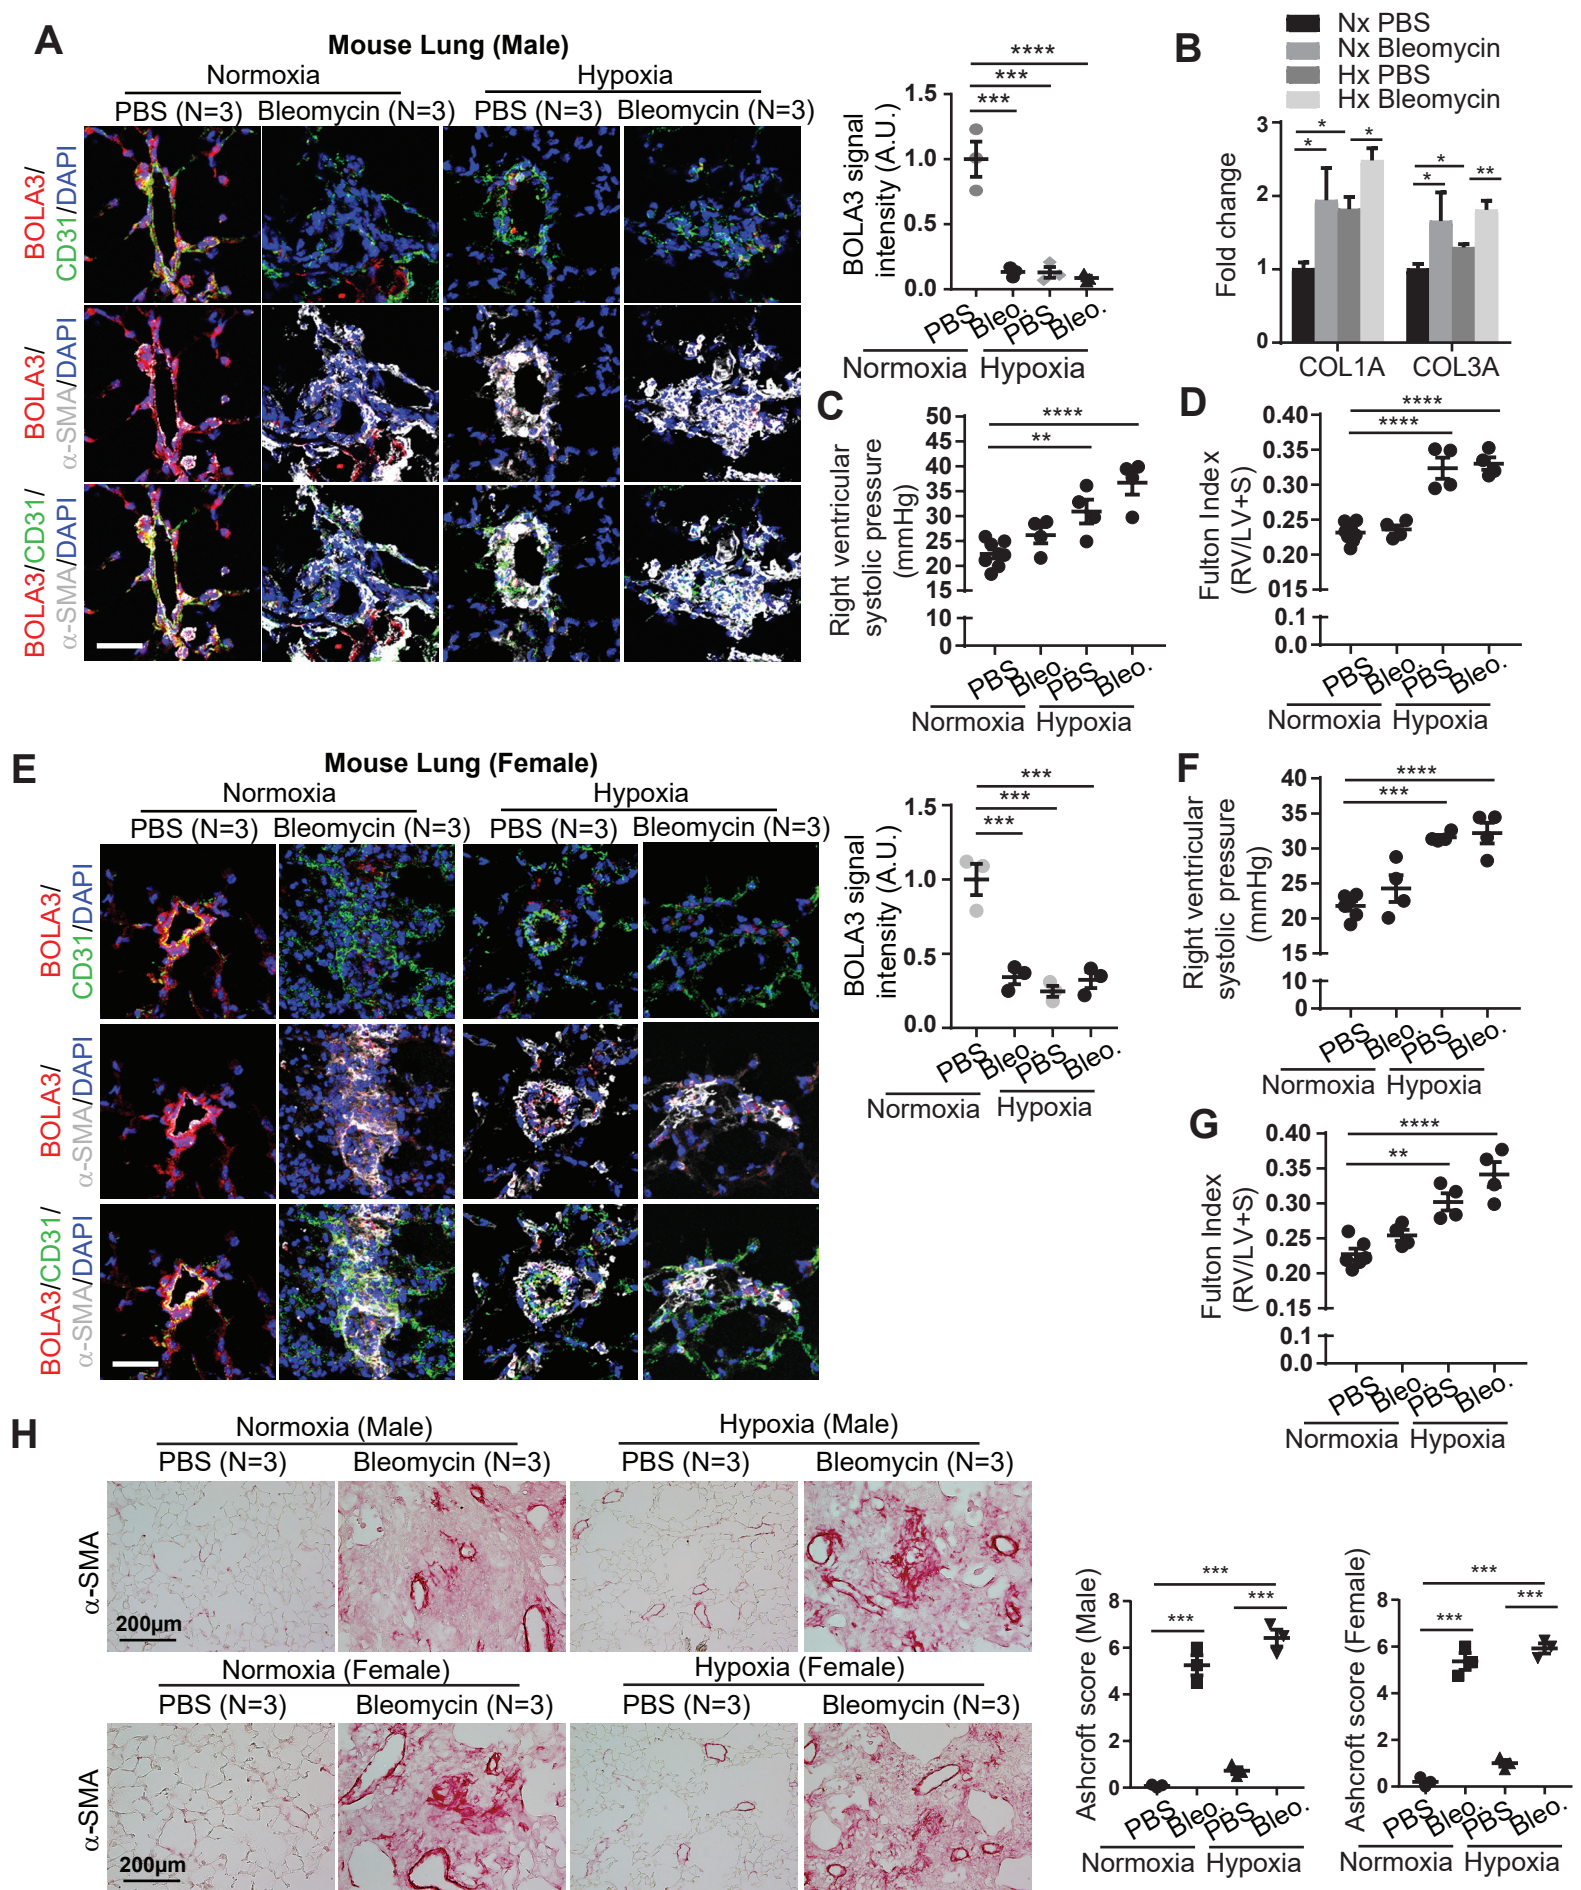 A
Mouse Lung (Male)
Normoxia
Hypoxia
PBS (N=3)
Bleomycin (N=3)
PBS (N=3)
Bleomycin (N=3)
BOLA3/
CD31/DAPI
BOLA3/
α-SMA/DAPI
BOLA3/CD31/
α-SMA/DAPI
BOLA3 signal
intensity (A.U.)
****
***
***
1.5
1.0
0.5
0.0
PBS
Bleo.
PBS
Bleo.
Normoxia
Hypoxia
B
Nx PBS
Nx Bleomycin
Hx PBS
Hx Bleomycin
Fold change
3
2
1
0
*
*
*
*
*
**
COL1A
COL3A
C
Right ventricular
systolic pressure
(mmHg)
50
45
40
35
30
25
20
15
10
0
****
**
PBS
Bleo.
PBS
Bleo.
Normoxia
Hypoxia
D
Fulton Index
(RV/LV+S)
0.40
0.35
0.30
0.25
0.20
015
0.1
0.0
****
****
PBS
Bleo.
PBS
Bleo.
Normoxia
Hypoxia
E
Mouse Lung (Female)
Normoxia
Hypoxia
PBS (N=3)
Bleomycin (N=3)
PBS (N=3)
Bleomycin (N=3)
BOLA3/
CD31/DAPI
BOLA3/
α-SMA/DAPI
BOLA3/CD31/
α-SMA/DAPI
BOLA3 signal
intensity (A.U.)
***
***
***
1.5
1.0
0.5
0.0
PBS
Bleo.
PBS
Bleo.
Normoxia
Hypoxia
F
Right ventricular
systolic pressure
(mmHg)
40
35
30
25
20
15
10
0
****
***
PBS
Bleo.
PBS
Bleo.
Normoxia
Hypoxia
G
Fulton Index
(RV/LV+S)
0.40
0.35
0.30
0.25
0.20
0.15
0.1
0.0
****
**
PBS
Bleo.
PBS
Bleo.
Normoxia
Hypoxia
H
Normoxia (Male)
Hypoxia (Male)
PBS (N=3)
Bleomycin (N=3)
PBS (N=3)
Bleomycin (N=3)
α-SMA
200μm
Normoxia (Female)
Hypoxia (Female)
PBS (N=3)
Bleomycin (N=3)
PBS (N=3)
Bleomycin (N=3)
α-SMA
200μm
Ashcroft score (Male)
8
6
4
2
0
***
***
***
PBS
Bleo.
PBS
Bleo.
Normoxia
Hypoxia
Ashcroft score (Female)
8
6
4
2
0
***
***
***
PBS
Bleo.
PBS
Bleo.
Normoxia
Hypoxia